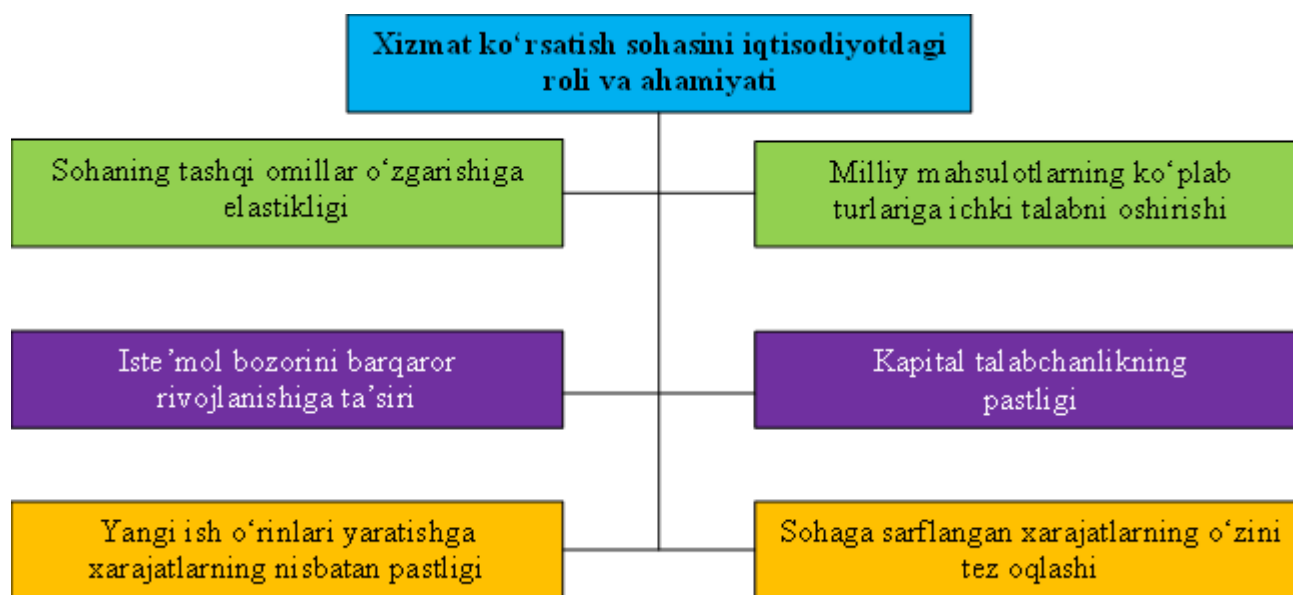 Xizmat ko‘rsatish sohasini iqtisodiyotdagi
roli va ahamiyati
Sohaning tashqi omillar o‘zgarishiga
elastikligi
Milliy mahsulotlarning ko‘plab
turlariga ichki talabni oshirishi
Iste’mol bozorini barqaror
rivojlanishiga ta’siri
Kapital talabchanlikning
pastligi
Yangi ish o‘rinlari yaratishga
xarajatlarning nisbatan pastligi
Sohaga sarflangan xarajatlarning o‘zini
tez oqlashi